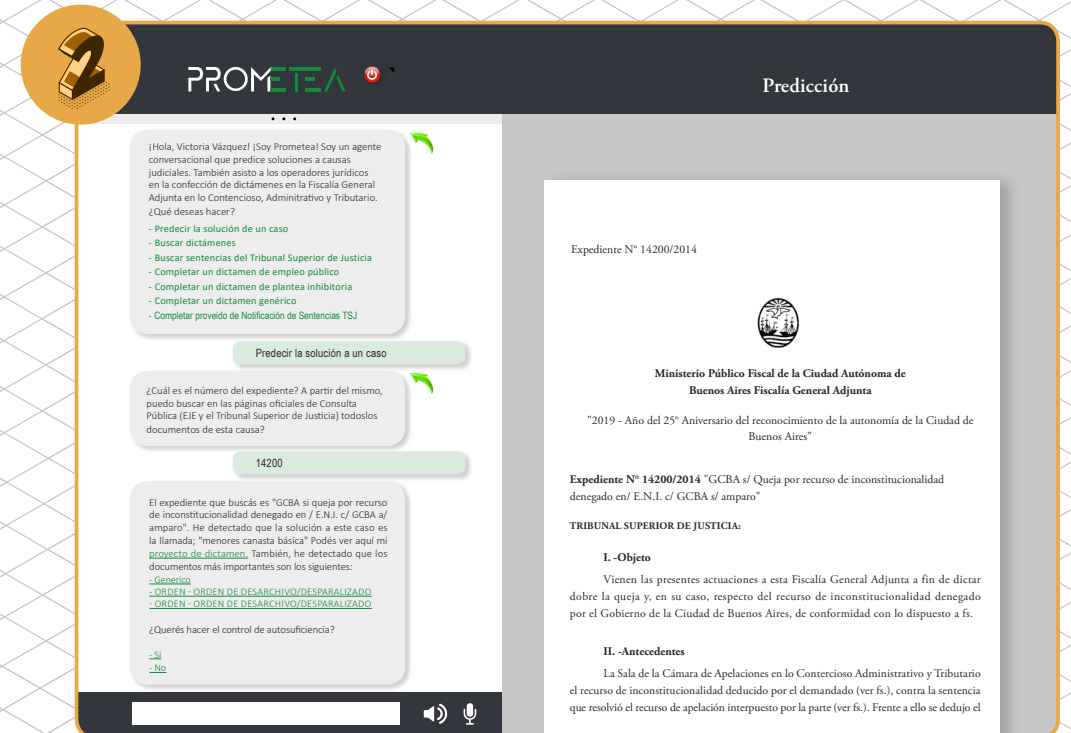 2
PROMETEA
Predicción
...
¡Hola, Victoria Vázquez! ¡Soy Prometea! Soy un agente
conversacional que predice soluciones a causas
judiciales. También asisto a los operadores jurídicos
en la confección de dictámenes en la Fiscalía General
Adjunta en lo Contencioso, Adminitrativo y Tributario.
¿Qué deseas hacer?
- Predecir la solución de un caso
- Buscar dictámenes
- Buscar sentencias del Tribunal Superior de Justicia
- Completar un dictamen de empleo público
- Completar un dictamen de plantea inhibitoria
- Completar un dictamen genérico
- Completar proveido de Notificación de Sentencias TSJ
Predecir la solución a un caso
¿Cuál es el número del expediente? A partir del mismo,
puedo buscar en las páginas oficiales de Consulta
Pública (EJE y el Tribunal Superior de Justicia) todoslos
documentos de esta causa?
14200
El expediente que buscás es "GCBA si queja por recurso
de inconstitucionalidad denegado en / E.N.I. c/ GCBA a/
amparo". He detectado que la solución a este caso es
la llamada; "menores canasta básica" Podés ver aquí mi
proyecto de dictamen. También, he detectado que los
documentos más importantes son los siguientes:
- Generico
- ORDEN - ORDEN DE DESARCHIVO/DESPARALIZADO
- ORDEN - ORDEN DE DESARCHIVO/DESPARALIZADO
¿Querés hacer el control de autosuficiencia?
- Si
- No
Expediente N° 14200/2014
Ministerio Público Fiscal de la Ciudad Autónoma de
Buenos Aires Fiscalía General Adjunta
"2019 - Año del 25° Aniversario del reconocimiento de la autonomía de la Ciudad de
Buenos Aires"
Expediente N° 14200/2014 "GCBA s/ Queja por recurso de inconstitucionalidad
denegado en/ E.N.I. c/ GCBA s/ amparo"
TRIBUNAL SUPERIOR DE JUSTICIA:
I. -Objeto
Vienen las presentes actuaciones a esta Fiscalía General Adjunta a fin de dictar
dobre la queja y, en su caso, respecto del recurso de inconstitucionalidad denegado
por el Gobierno de la Ciudad de Buenos Aires, de conformidad con lo dispuesto a fs.
II. -Antecedentes
La Sala de la Cámara de Apelaciones en lo Contercioso Administrativo y Tributario
el recurso de inconstitucionalidad deducido por el demandado (ver fs.), contra la sentencia
que resolvió el recurso de apelación interpuesto por la parte (ver fs.). Frente a ello se dedujo el